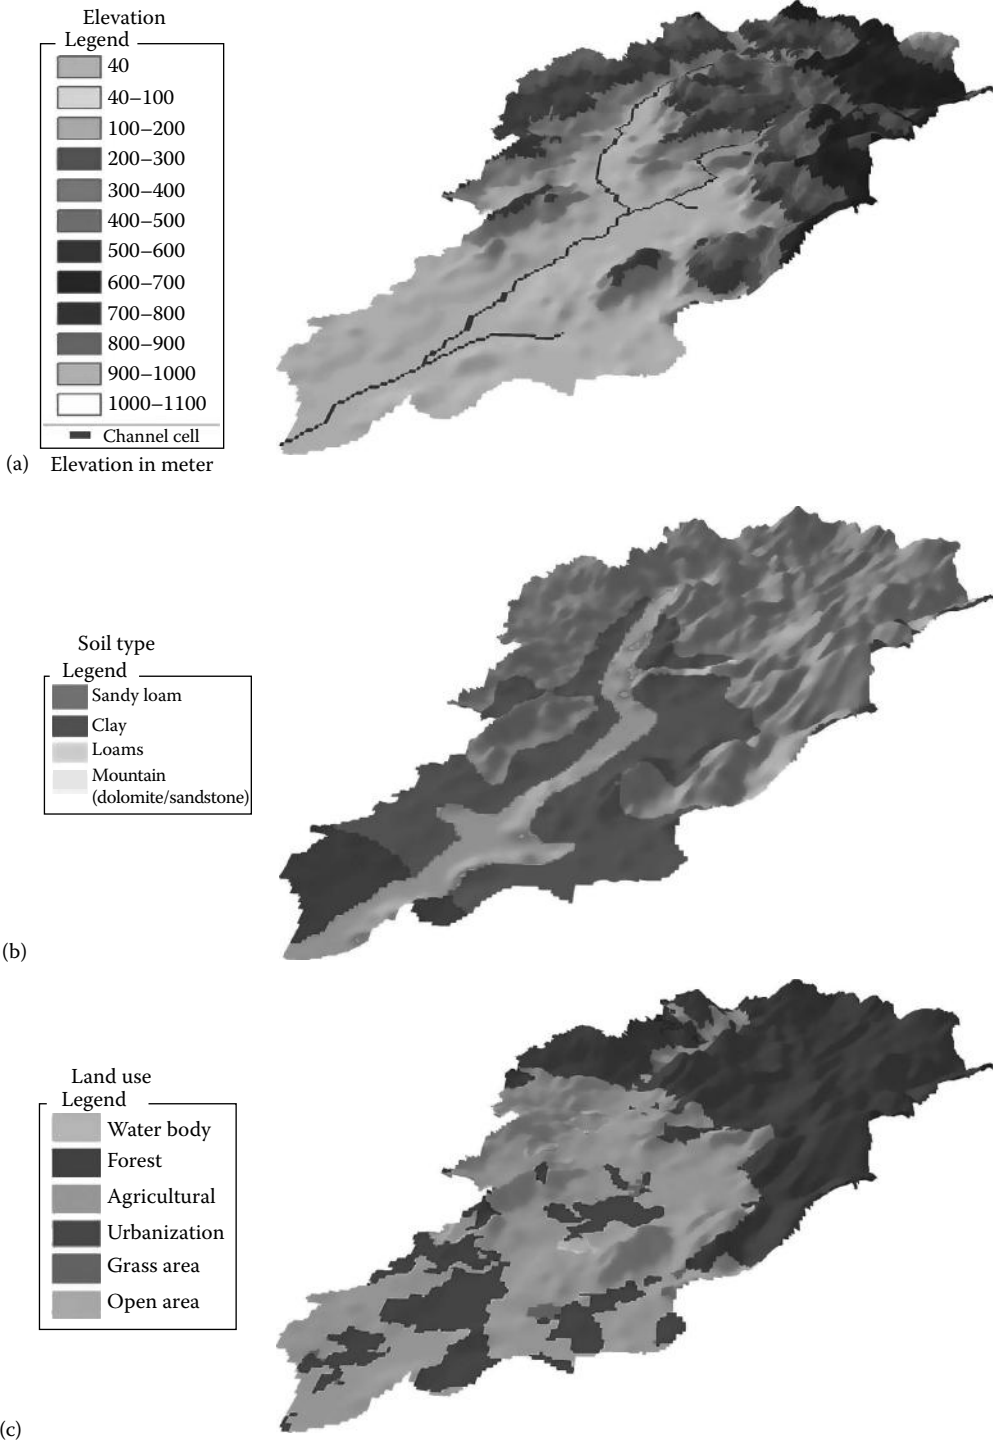 Elevation
Legend
40
40–100
100–200
200–300
300–400
400–500
500–600
600–700
700–800
800–900
900–1000
1000–1100
Channel cell
(a) Elevation in meter
Soil type
Legend
Sandy loam
Clay
Loams
Mountain
(dolomite/sandstone)
(b)
Land use
Legend
Water body
Forest
Agricultural
Urbanization
Grass area
Open area
(c)